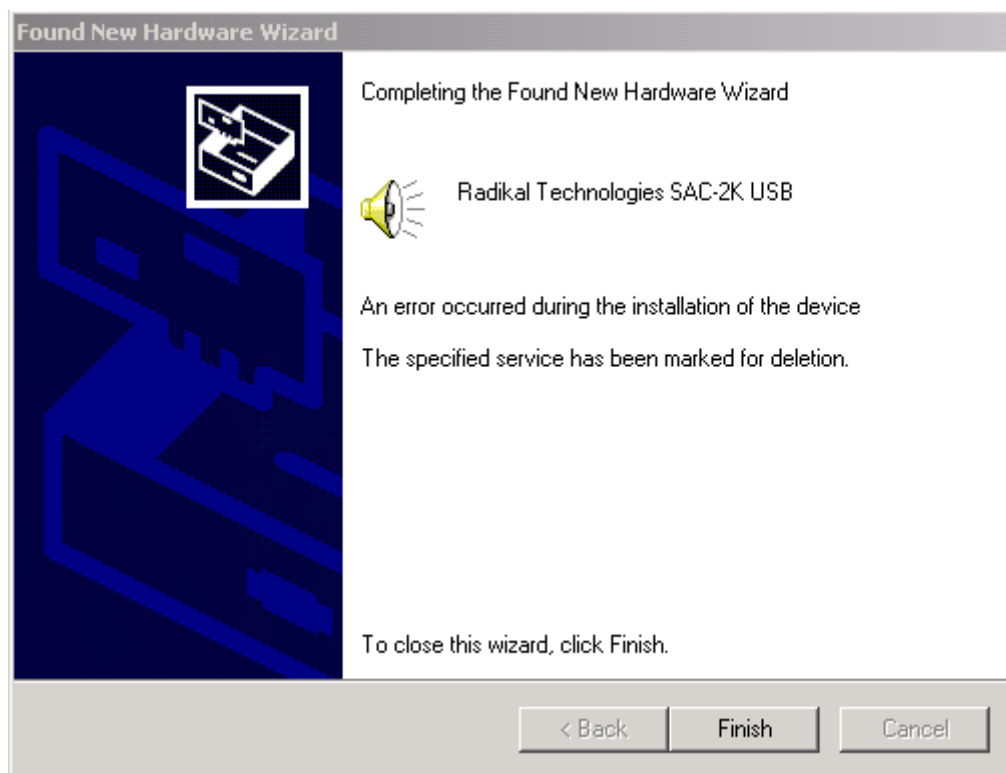 Found New Hardware Wizard
Completing the Found New Hardware Wizard
Radikal Technologies SAC-2K USB
An error occurred during the installation of the device
The specified service has been marked for deletion.
To close this wizard, click Finish.
< Back Finish Cancel